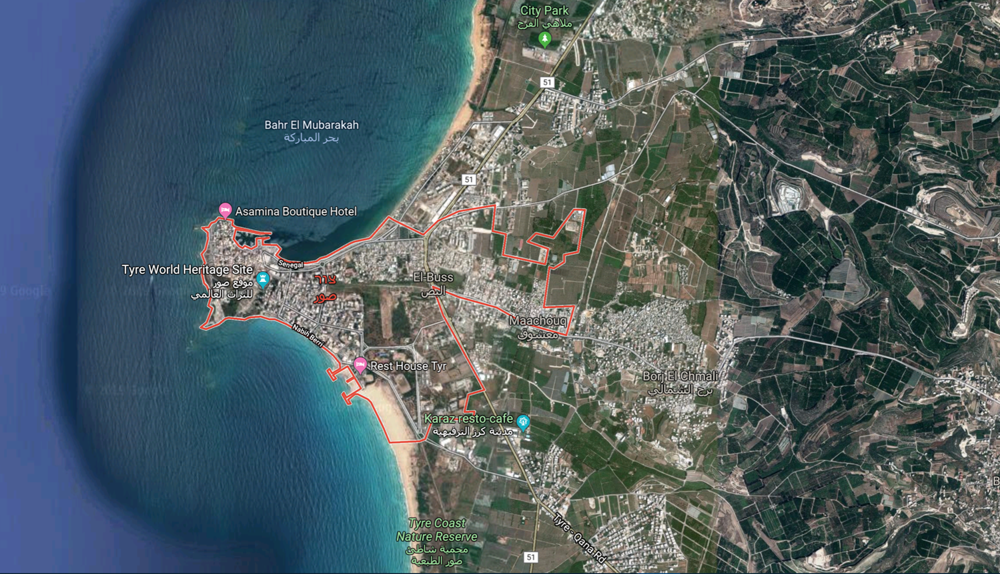 City Park
ملاهي الفرح
51
Bahr El Mubarakah
بحر المباركة
51
Asamina Boutique Hotel
Senegal
Tyre World Heritage Site
موقع صور
للتراث العالمي
צור
صور
El-Buss
البص
Maachouq
معشوق
Nabih Berri
Rest House Tyr
Borj El Chmali
برج الشمالي
Karaz resto-cafe
مدينة كرز الترفيهية
Tyre Coast
Nature Reserve
محمية شاطئ
صور الطبعية
Tyre - Qana Rd
51
9 Google
B